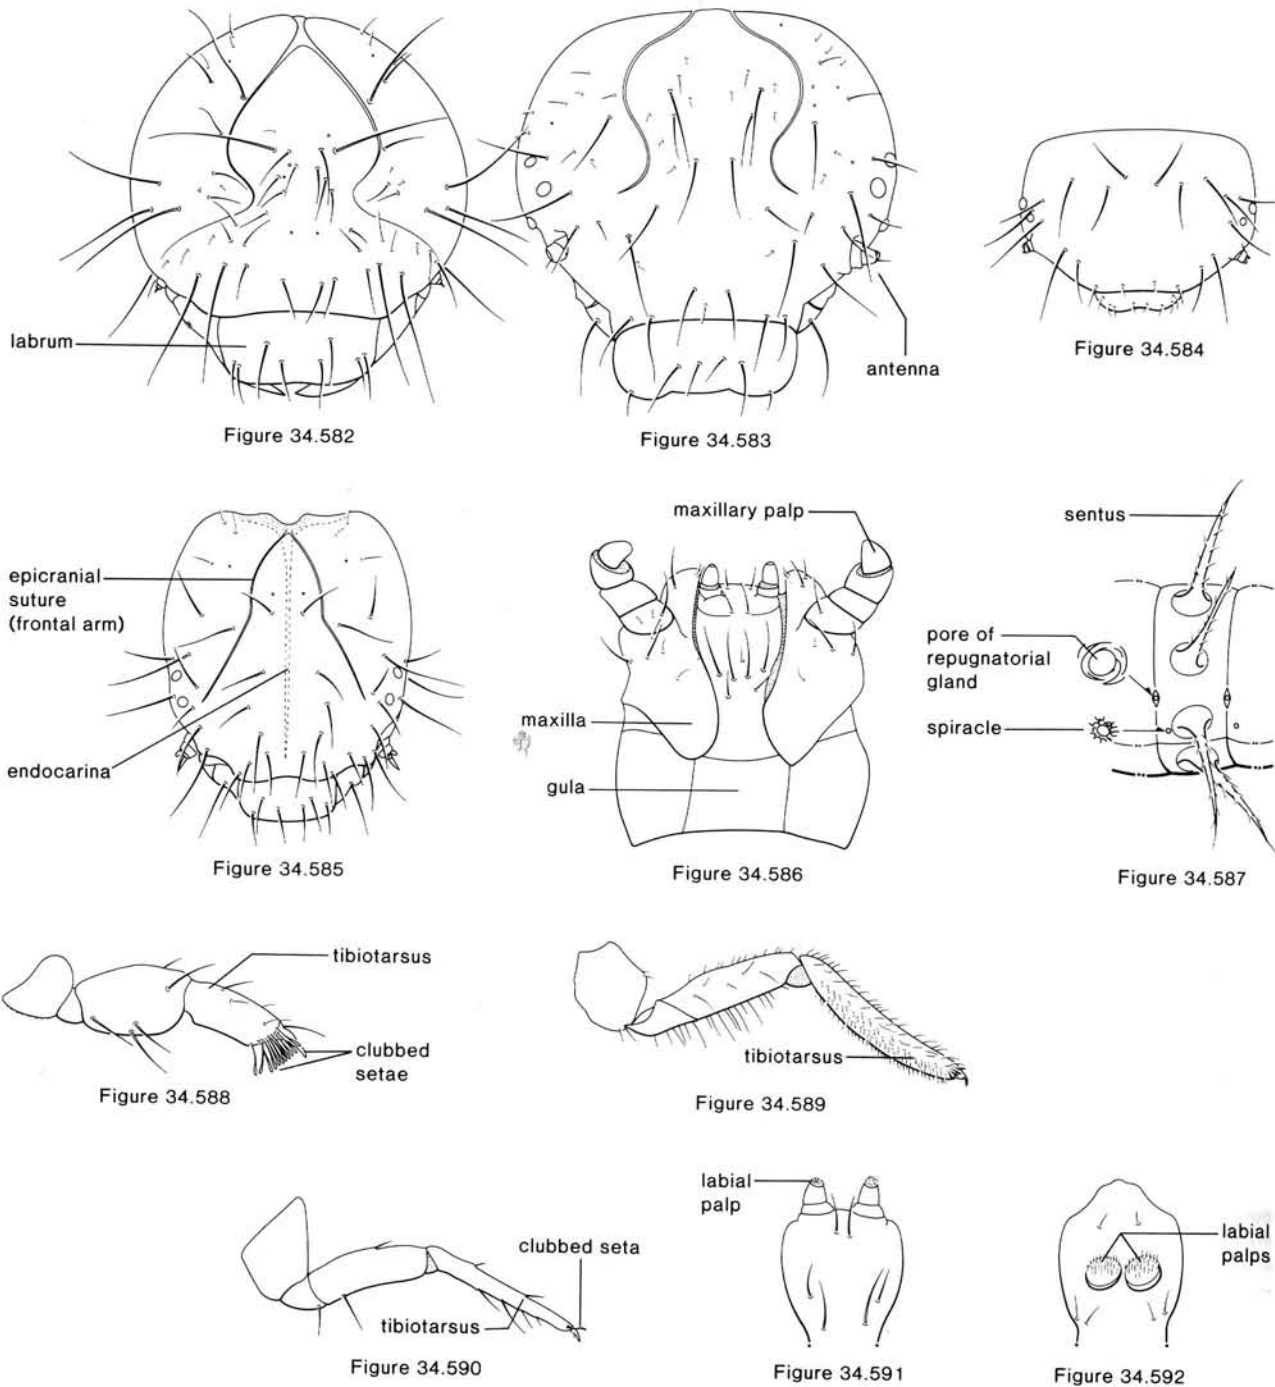 labrum
antenna
Figure 34.582
Figure 34.583
Figure 34.584
epicranial
suture
(frontal arm)
endocarina
Figure 34.585
maxillary palp
maxilla
gula
Figure 34.586
sentus
pore of
repugnatorial
gland
spiracle
Figure 34.587
tibiotarsus
clubbed
setae
Figure 34.588
tibiotarsus
Figure 34.589
clubbed seta
tibiotarsus
Figure 34.590
labial
palp
Figure 34.591
labial
palps
Figure 34.592